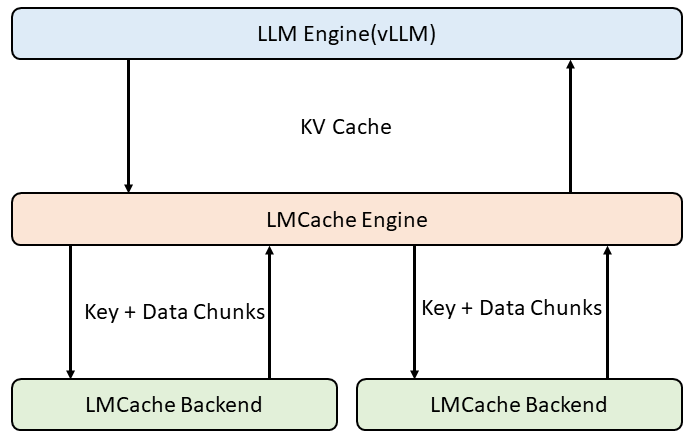 LLM Engine(vLLM)
KV Cache
LMCache Engine
Key + Data Chunks
Key + Data Chunks
LMCache Backend
LMCache Backend